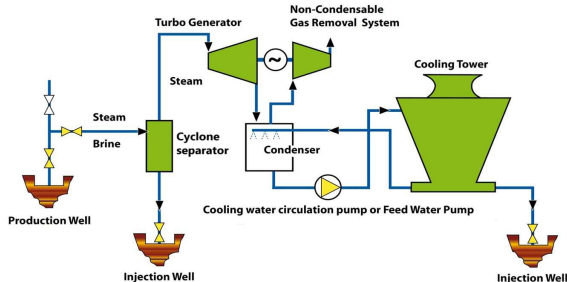 Non-Condensable
Gas Removal System
Turbo Generator
Cooling Tower
Steam
Steam
Brine
Cyclone
separator
Condenser
Cooling water circulation pump or Feed Water Pump
Production Well
Injection Well
Injection Well